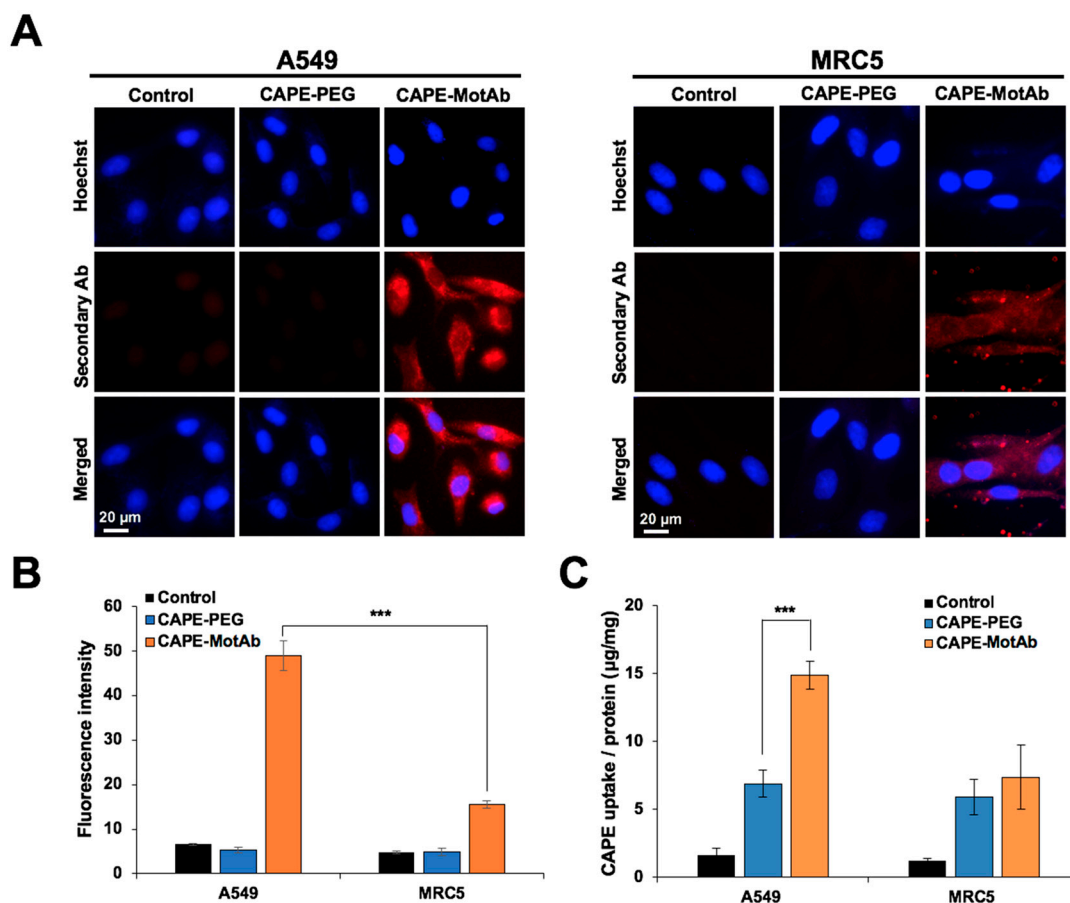 A
A549
Control CAPE-PEG CAPE-MotAb
Hoechst
Secondary Ab
Merged
20 µm
MRC5
Control CAPE-PEG CAPE-MotAb
Hoechst
Secondary Ab
Merged
20 µm
B
Control
CAPE-PEG
CAPE-MotAb
***
Fluorescence intensity
60
50
40
30
20
10
0
A549 MRC5
C
Control
CAPE-PEG
CAPE-MotAb
***
CAPE uptake / protein (µg/mg)
20
15
10
5
0
A549 MRC5